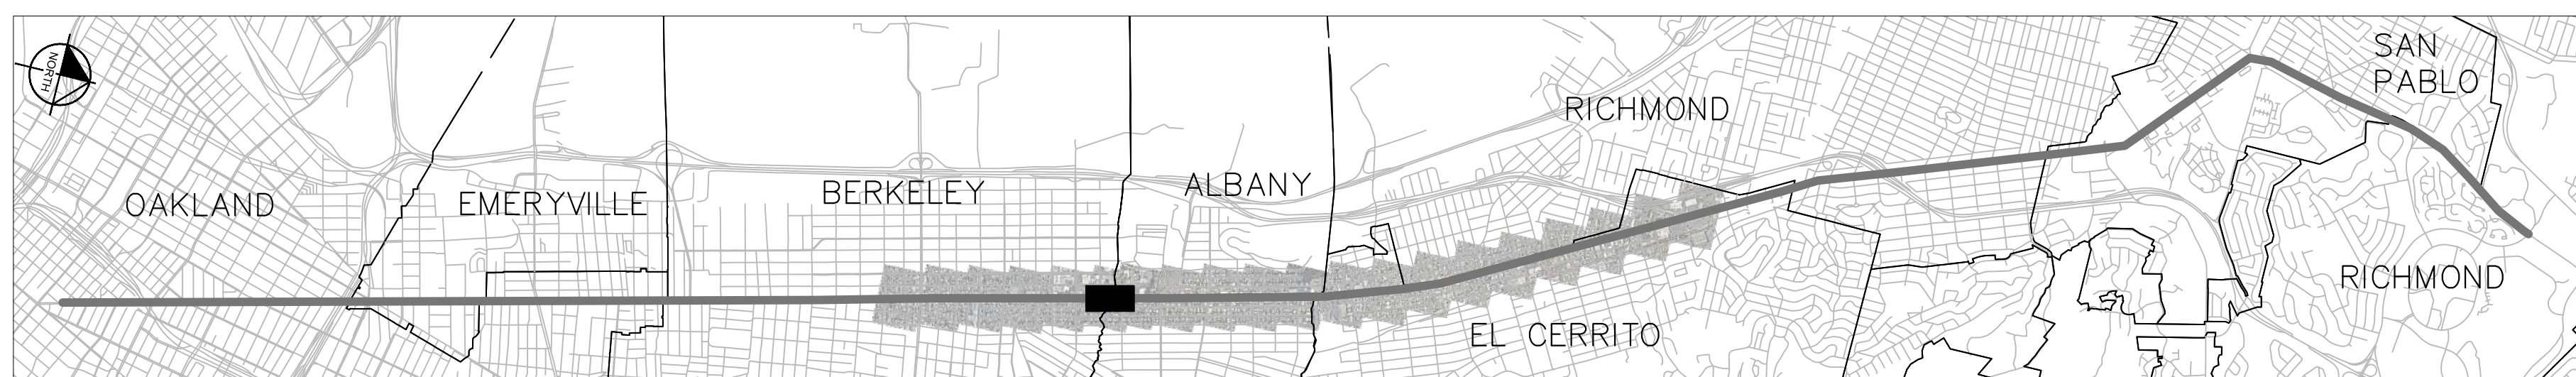 NORTH
OAKLAND
EMERYVILLE
BERKELEY
ALBANY
RICHMOND
EL CERRITO
SAN
PABLO
RICHMOND